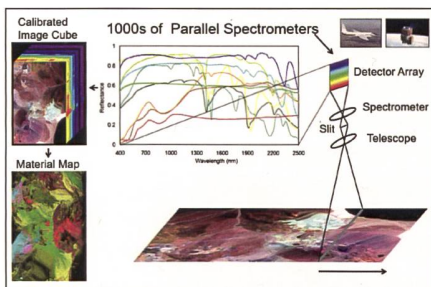 Calibrated
Image Cube
1000s of Parallel Spectrometers
Detector Array
Spectrometer
Slit
Telescope
Material Map
Reflectance
1
0.8
0.6
0.4
0.2
0
400
700
1000
1300
1600
1900
2200
2500
Wavelength (nm)